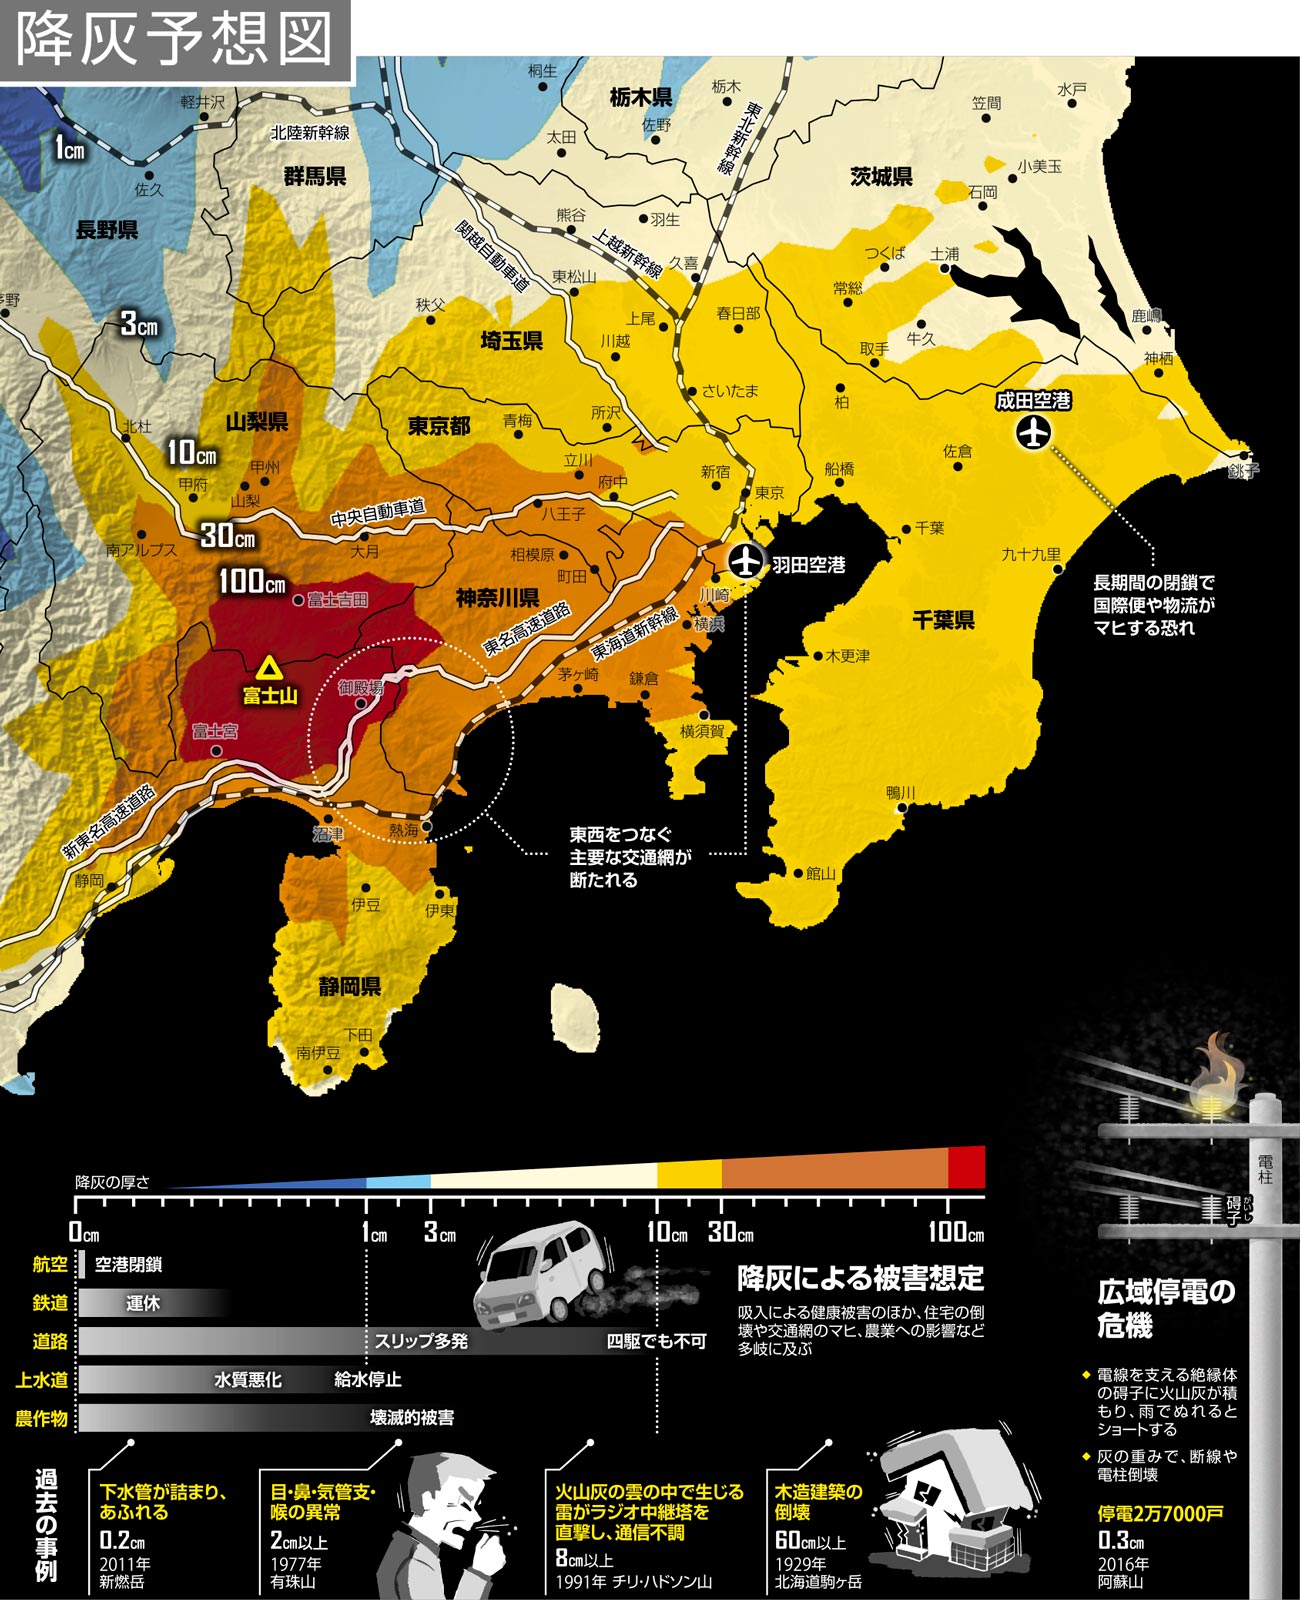 降灰予想図
桐生
栃木県
栃木
水戸
笠間
軽井沢
北陸新幹線
佐野
太田
東北新幹線
1cm
佐久
群馬県
茨城県
小美玉
石岡
長野県
熊谷
羽生
関越自動車道
上越新幹線
久喜
つくば
土浦
東松山
常総
秩父
上尾
春日部
鹿嶋
3cm
埼玉県
川越
牛久
取手
神栖
さいたま
柏
成田空港
北杜
山梨県
東京都
青梅
所沢
10cm
甲州
甲府
山梨
立川
府中
新宿
東京
船橋
佐倉
銚子
中央自動車道
八王子
30cm
南アルプス
大月
相模原
町田
千葉
九十九里
羽田空港
100cm
富士吉田
神奈川県
川崎
長期間の閉鎖で
国際便や物流が
マヒする恐れ
東名高速道路
東海道新幹線
横浜
千葉県
木更津
富士山
御殿場
茅ヶ崎
鎌倉
富士宮
横須賀
新東名高速道路
沼津
熱海
鴨川
東西をつなぐ
主要な交通網が
断たれる
静岡
伊豆
伊東
館山
静岡県
下田
南伊豆
電柱
碍子
がいし
降灰の厚さ
0cm
1cm
3cm
10cm
30cm
100cm
航空
空港閉鎖
鉄道
運休
道路
スリップ多発
四駆でも不可
上水道
水質悪化
給水停止
農作物
壊滅的被害
降灰による被害想定
吸入による健康被害のほか、住宅の倒
壊や交通網のマヒ、農業への影響など
多岐に及ぶ
広域停電の
危機
◆ 電線を支える絶縁体
の碍子に火山灰が積
もり、雨でぬれると
ショートする
◆ 灰の重みで、断線や
電柱倒壊
停電2万7000戸
0.3cm
2016年
阿蘇山
過去の事例
下水管が詰まり、
あふれる
0.2cm
2011年
新燃岳
目・鼻・気管支・
喉の異常
2cm以上
1977年
有珠山
火山灰の雲の中で生じる
雷がラジオ中継塔を
直撃し、通信不調
8cm以上
1991年 チリ・ハドソン山
木造建築の
倒壊
60cm以上
1929年
北海道駒ヶ岳